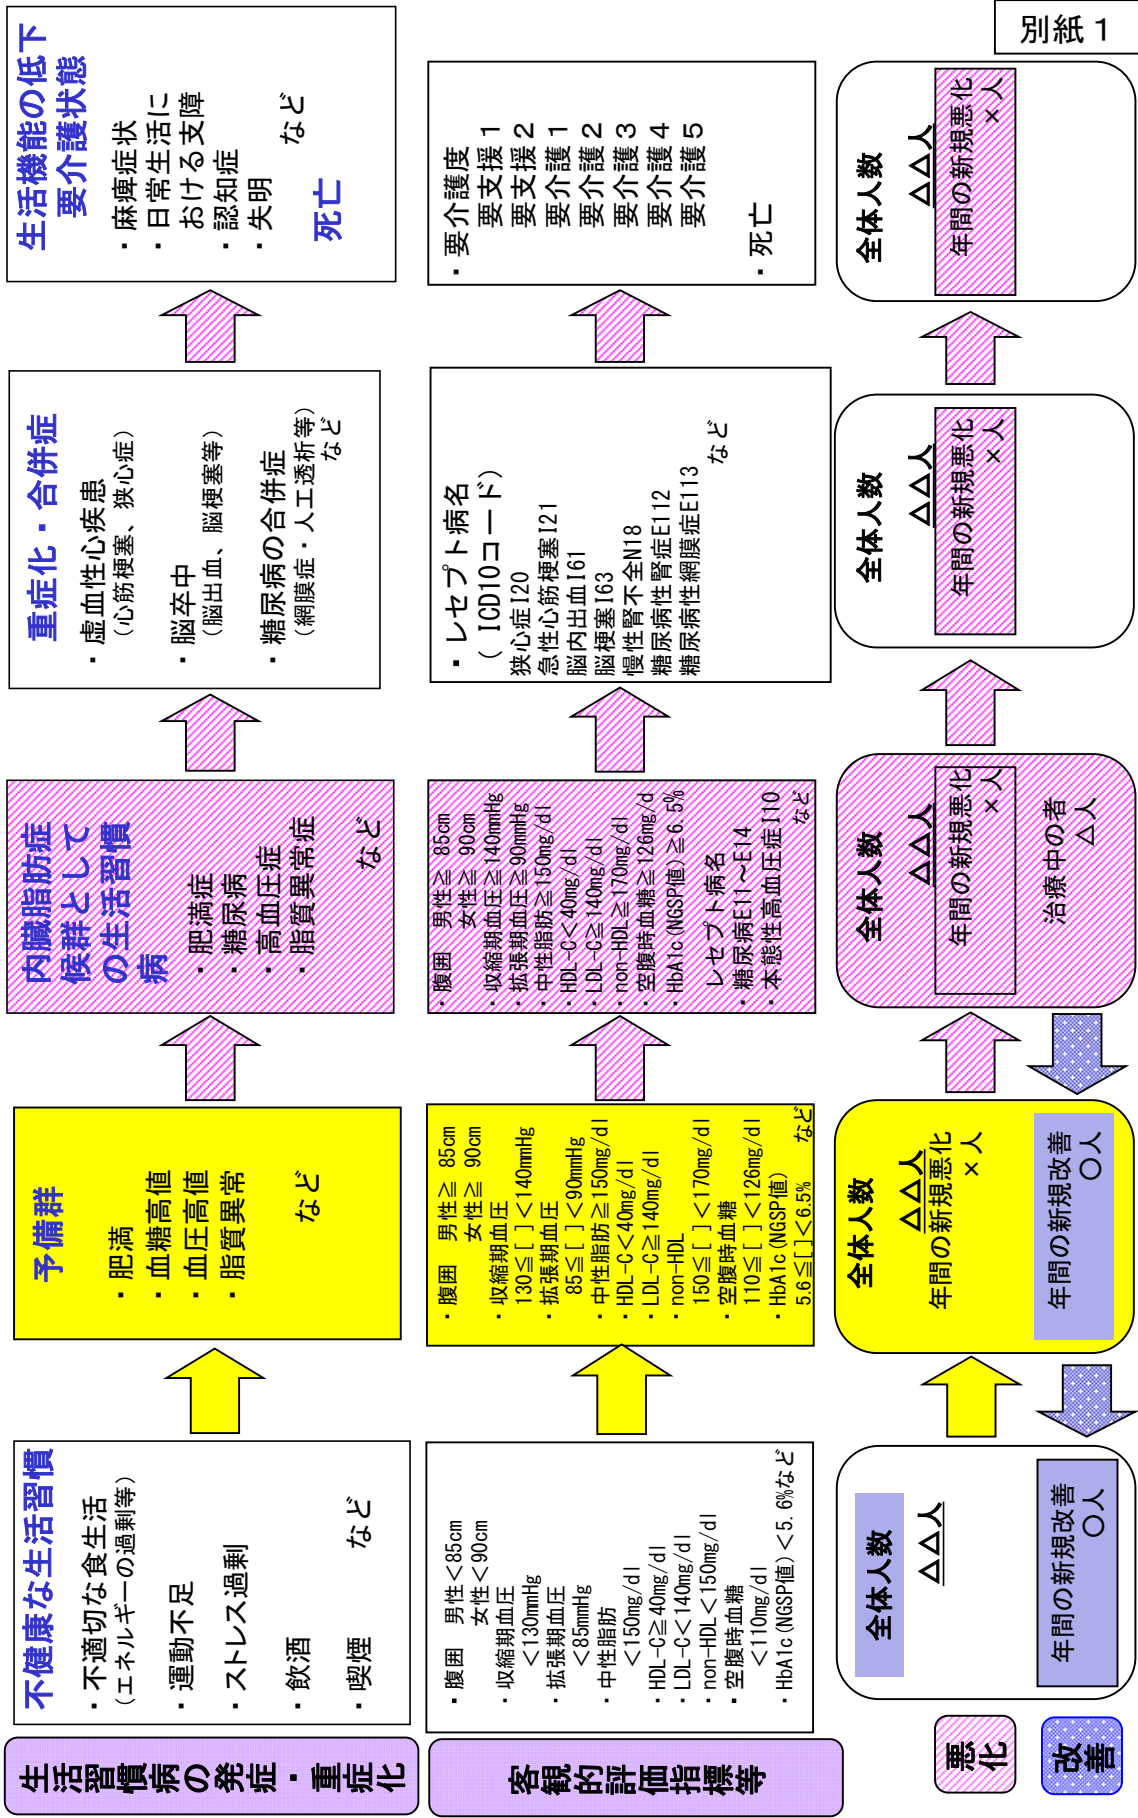 別紙１
生活習慣病の発症・重症化
不健康な生活習慣
・不適切な食生活
(エネルギーの過剰等)
・運動不足
・ストレス過剰
・飲酒
・喫煙
など
予備群
・肥満
・血糖高値
・血圧高値
・脂質異常
など
内臓脂肪症
候群として
の生活習慣
病
・肥満症
・糖尿病
・高血圧症
・脂質異常症
など
重症化・合併症
・虚血性心疾患
(心筋梗塞、狭心症)
・脳卒中
(脳出血、脳梗塞等)
・糖尿病の合併症
(網膜症・人工透析等)
など
生活機能の低下
要介護状態
・麻痺症状
・日常生活に
おける支障
・認知症
・失明
など
死亡
客観的評価指標等
・腹囲　男性＜85cm
女性＜90cm
・収縮期血圧
＜130mmHg
・拡張期血圧
＜85mmHg
・中性脂肪
＜150mg/dl
・HDL-C≧40mg/dl
・LDL-C＜140mg/dl
・non-HDL＜150mg/dl
・空腹時血糖
＜110mg/dl
・HbA1c(NGSP値)＜5.6%など
・腹囲　男性≧ 85cm
女性≧ 90cm
・収縮期血圧
130≦[ ]＜140mmHg
・拡張期血圧
85≦[ ]＜90mmHg
・中性脂肪≧150mg/dl
・HDL-C＜40mg/dl
・LDL-C≧140mg/dl
・non-HDL
150≦[ ]＜170mg/dl
・空腹時血糖
110≦[ ]＜126mg/dl
・HbA1c(NGSP値)
5.6≦[ ]＜6.5%　など
・腹囲　男性≧ 85cm
女性≧ 90cm
・収縮期血圧≧140mmHg
・拡張期血圧≧90mmHg
・中性脂肪≧150mg/dl
・HDL-C＜40mg/dl
・LDL-C≧140mg/dl
・non-HDL≧170mg/dl
・空腹時血糖≧126mg/d
・HbA1c(NGSP値)≧6.5%
レセプト病名
・糖尿病E11～E14
・本態性高血圧症I10
など
・レセプト病名
( ICD10コード)
狭心症I20
急性心筋梗塞I21
脳内出血I61
脳梗塞I63
慢性腎不全N18
糖尿病性腎症E112
糖尿病性網膜症E113
など
・要介護度
要支援１
要支援２
要介護１
要介護２
要介護３
要介護４
要介護５
・死亡
悪化
改善
全体人数
△△人
年間の新規改善
〇人
全体人数
△△人
年間の新規悪化
×人
年間の新規改善
〇人
全体人数
△△人
年間の新規悪化
×人
治療中の者
△人
全体人数
△△人
年間の新規悪化
×人
全体人数
△△人
年間の新規悪化
×人